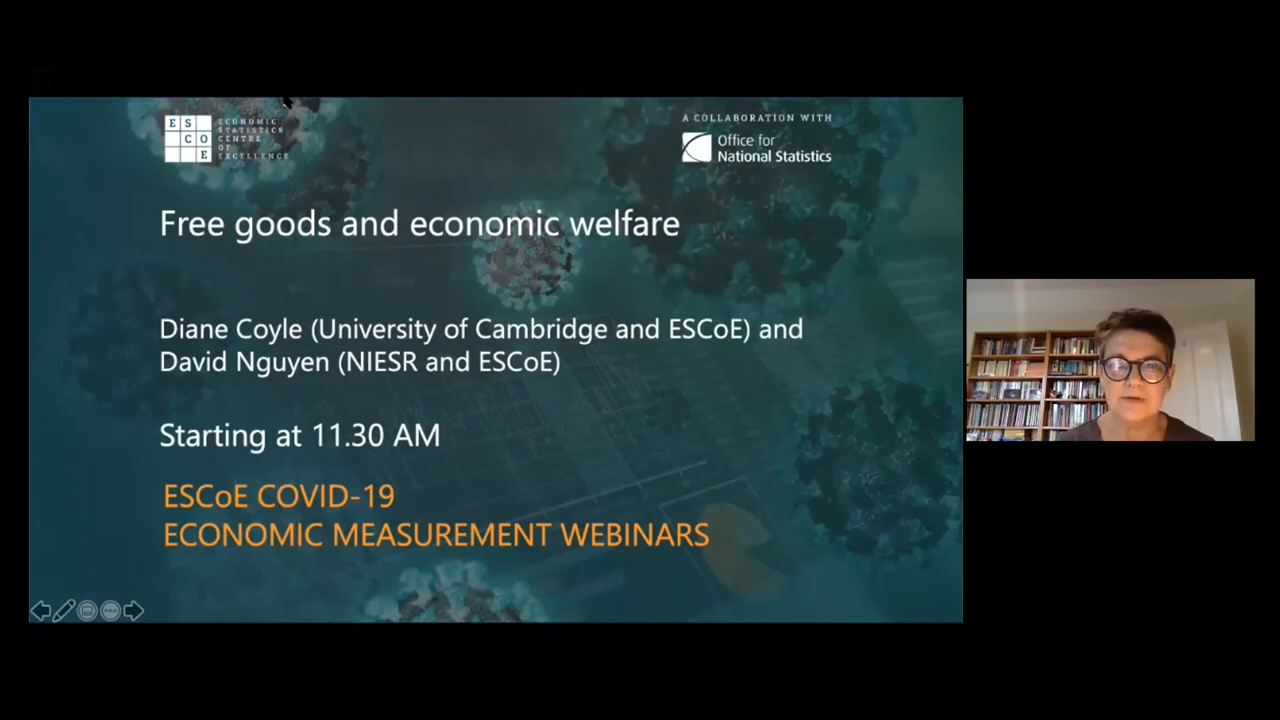 E S
C O
E
ECONOMIC
STATISTICS
CENTRE
OF
EXCELLENCE
A COLLABORATION WITH
Office for
National Statistics
Free goods and economic welfare
Diane Coyle (University of Cambridge and ESCoE) and
David Nguyen (NIESR and ESCoE)
Starting at 11.30 AM
ESCoE COVID-19
ECONOMIC MEASUREMENT WEBINARS